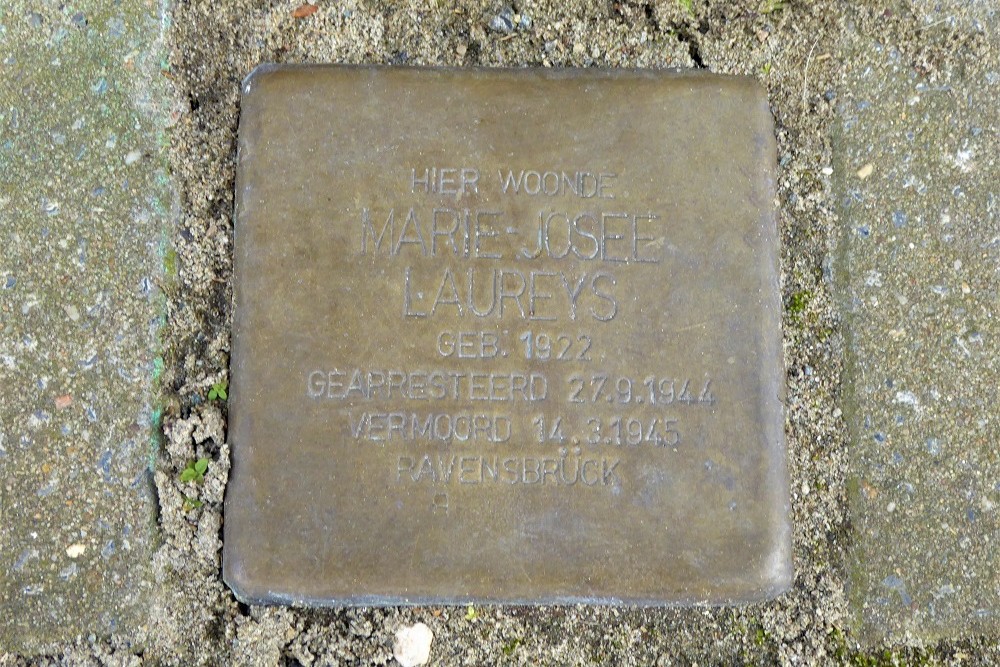 HIER WOONDE
MARIE-JOSEE
LAUREYS
GEB. 1922
GEARRESTEERD 27.9.1944
VERMOORD 14.3.1945
RAVENSBRÜCK